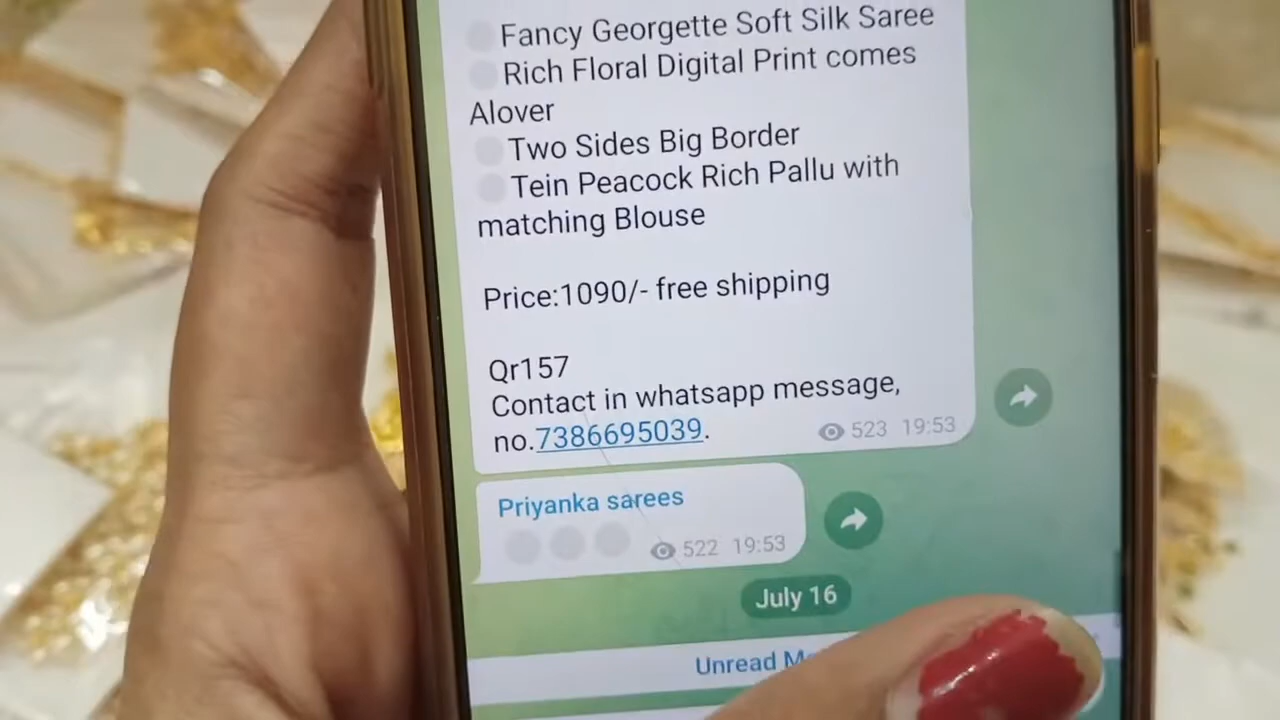 Fancy Georgette Soft Silk Saree
Rich Floral Digital Print comes
Alover
Two Sides Big Border
Tein Peacock Rich Pallu with
matching Blouse
Price:1090/- free shipping
Qr157
Contact in whatsapp message,
no.7386695039.
523 19:53
Priyanka sarees
522 19:53
July 16
Unread